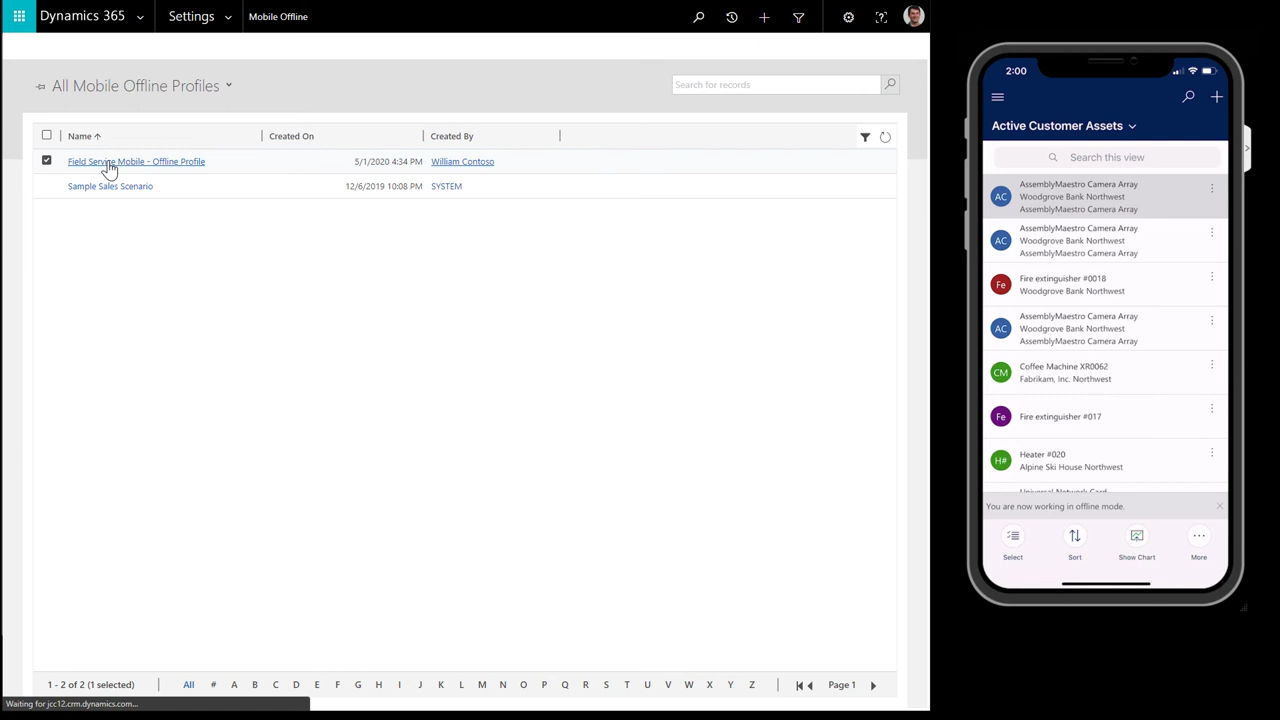 Dynamics 365
Settings
Mobile Offline
All Mobile Offline Profiles
Search for records
Name
Created On
Created By
Field Service Mobile - Offline Profile
5/1/2020 4:34 PM
William Contoso
Sample Sales Scenario
12/6/2019 10:08 PM
SYSTEM
1 - 2 of 2 (1 selected)
All # A B C D E F G H I J K L M N O P Q R S T U V W X Y Z
Page 1
Waiting for jcc12.crm.dynamics.com...
2:00
Active Customer Assets
Search this view
AC
AssemblyMaestro Camera Array
Woodgrove Bank Northwest
AssemblyMaestro Camera Array
AC
AssemblyMaestro Camera Array
Woodgrove Bank Northwest
AssemblyMaestro Camera Array
Fe
Fire extinguisher #0018
Woodgrove Bank Northwest
AC
AssemblyMaestro Camera Array
Woodgrove Bank Northwest
AssemblyMaestro Camera Array
CM
Coffee Machine XR0062
Fabrikam, Inc. Northwest
Fe
Fire extinguisher #017
H#
Heater #020
Alpine Ski House Northwest
Universal Network Card
You are now working in offline mode.
Select
Sort
Show Chart
More